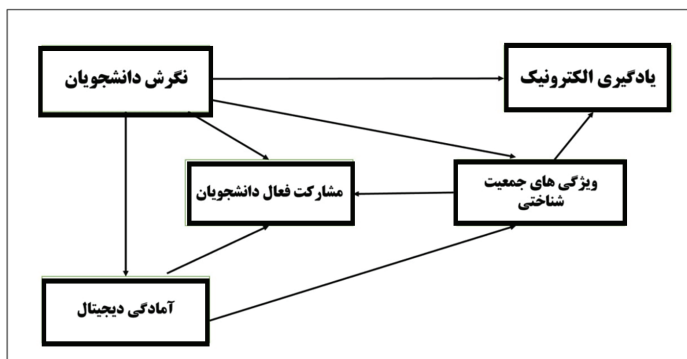 نگرش دانشجویان
یادگیری الکترونیک
مشارکت فعال دانشجویان
ویژگی های جمعیت
شناختی
آمادگی دیجیتال